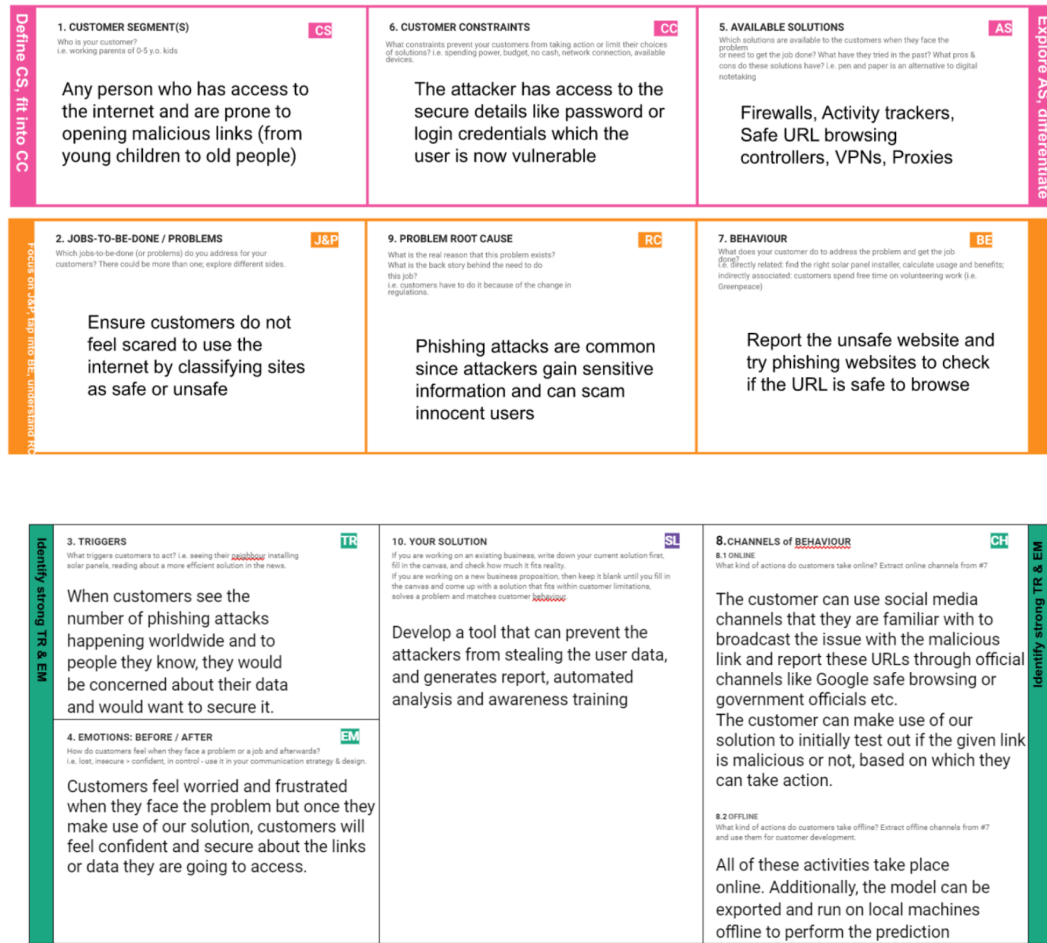 Define CS, fit into CC
1. CUSTOMER SEGMENT(S)
CS
Who is your customer?
i.e. working parents of 0-5 y.o. kids
Any person who has access to
the internet and are prone to
opening malicious links (from
young children to old people)
6. CUSTOMER CONSTRAINTS
CC
What constraints prevent your customers from taking action or limit their choices
of solutions? i.e. spending power, budget, no cash, network connection, available
devices.
The attacker has access to the
secure details like password or
login credentials which the
user is now vulnerable
5. AVAILABLE SOLUTIONS
AS
Which solutions are available to the customers when they face the
problem
or need to get the job done? What have they tried in the past? What pros &
cons do these solutions have? i.e. pen and paper is an alternative to digital
notetaking
Firewalls, Activity trackers,
Safe URL browsing
controllers, VPNs, Proxies
Explore AS, differentiate
Focus on J&P, tap into BE, understand RC
2. JOBS-TO-BE-DONE / PROBLEMS
J&P
Which jobs-to-be-done (or problems) do you address for your
customers? There could be more than one; explore different sides.
Ensure customers do not
feel scared to use the
internet by classifying sites
as safe or unsafe
9. PROBLEM ROOT CAUSE
RC
What is the real reason that this problem exists?
What is the back story behind the need to do
this job?
i.e. customers have to do it because of the change in
regulations.
Phishing attacks are common
since attackers gain sensitive
information and can scam
innocent users
7. BEHAVIOUR
BE
What does your customer do to address the problem and get the job
done?
i.e. directly related: find the right solar panel installer, calculate usage and benefits;
indirectly associated: customers spend free time on volunteering work (i.e.
Greenpeace)
Report the unsafe website and
try phishing websites to check
if the URL is safe to browse
Identify strong TR & EM
3. TRIGGERS
TR
What triggers customers to act? i.e. seeing their neighbour installing
solar panels, reading about a more efficient solution in the news.
When customers see the
number of phishing attacks
happening worldwide and to
people they know, they would
be concerned about their data
and would want to secure it.
4. EMOTIONS: BEFORE / AFTER
EM
How do customers feel when they face a problem or a job and afterwards?
i.e. lost, insecure > confident, in control - use it in your communication strategy & design.
Customers feel worried and frustrated
when they face the problem but once they
make use of our solution, customers will
feel confident and secure about the links
or data they are going to access.
10. YOUR SOLUTION
SL
If you are working on an existing business, write down your current solution first,
fill in the canvas, and check how much it fits reality.
If you are working on a new business proposition, then keep it blank until you fill in
the canvas and come up with a solution that fits within customer limitations,
solves a problem and matches customer behaviour
Develop a tool that can prevent the
attackers from stealing the user data,
and generates report, automated
analysis and awareness training
8.CHANNELS of BEHAVIOUR
CH
8.1 ONLINE
What kind of actions do customers take online? Extract online channels from #7
The customer can use social media
channels that they are familiar with to
broadcast the issue with the malicious
link and report these URLs through official
channels like Google safe browsing or
government officials etc.
The customer can make use of our
solution to initially test out if the given link
is malicious or not, based on which they
can take action.
8.2 OFFLINE
What kind of actions do customers take offline? Extract offline channels from #7
and use them for customer development.
All of these activities take place
online. Additionally, the model can be
exported and run on local machines
offline to perform the prediction
Identify strong TR & EM